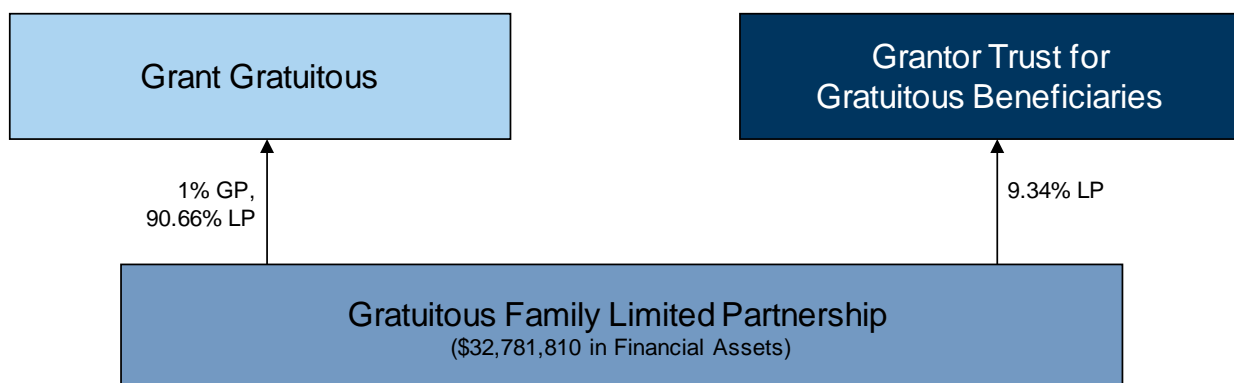 Grant Gratuitous
Grantor Trust for
Gratuitous Beneficiaries
1% GP,
90.66% LP
9.34% LP
Gratuitous Family Limited Partnership
($32,781,810 in Financial Assets)